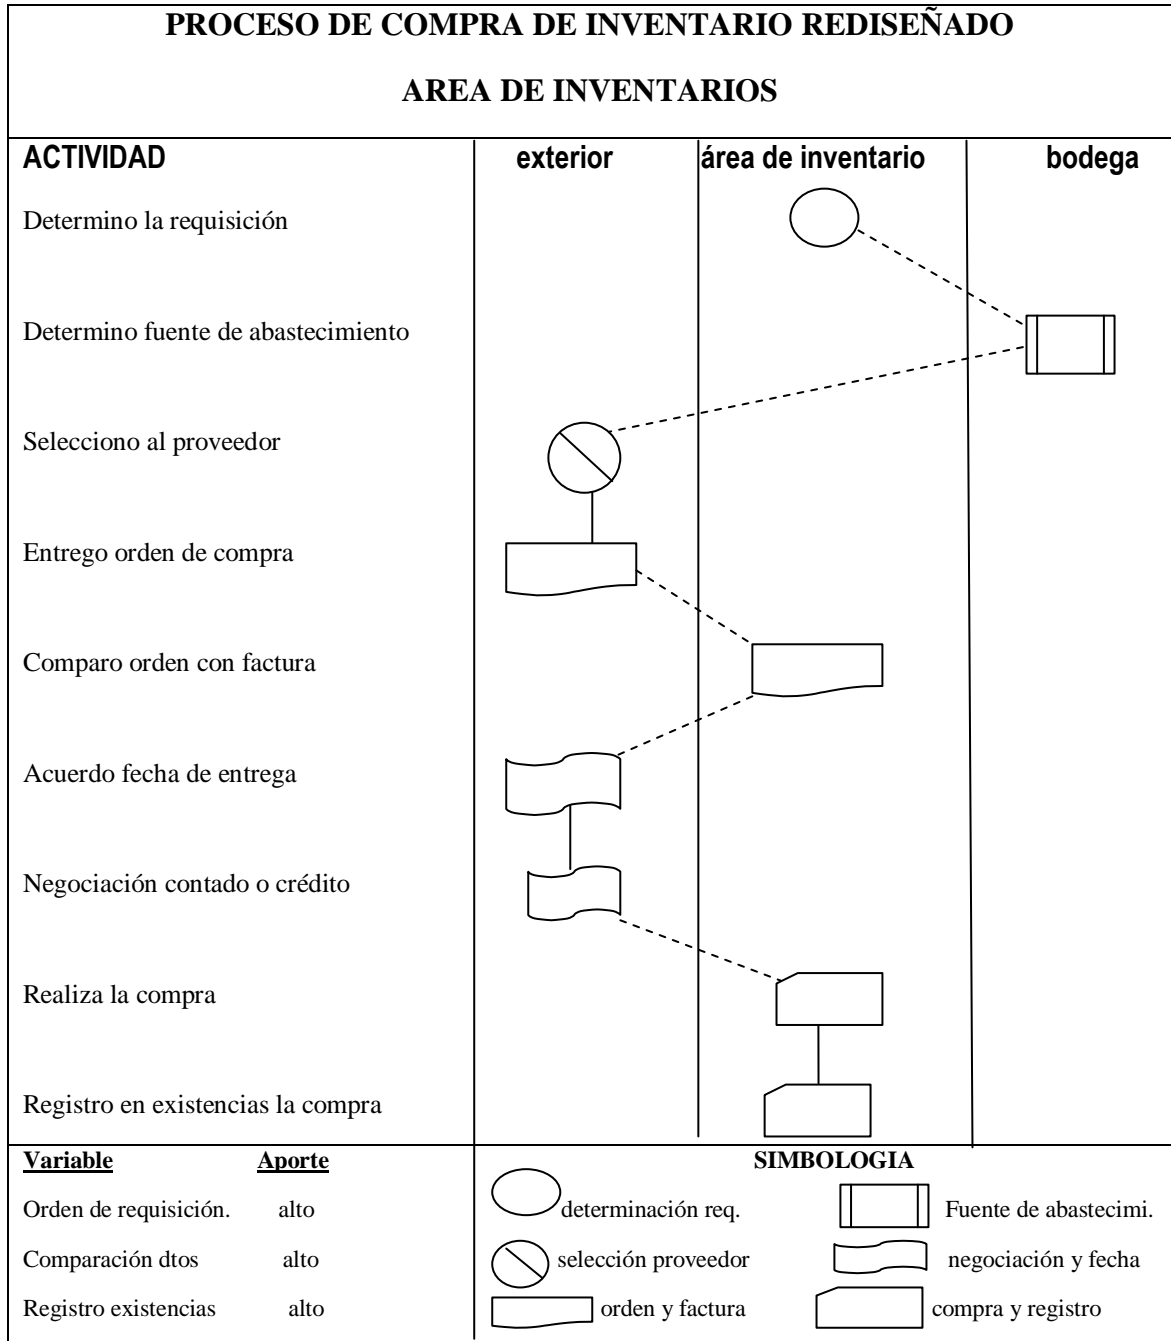 PROCESO DE COMPRA DE INVENTARIO REDISEÑADO
AREA DE INVENTARIOS
ACTIVIDAD exterior área de inventario bodega
Determino la requisición
Determino fuente de abastecimiento
Selecciono al proveedor
Entrego orden de compra
Comparo orden con factura
Acuerdo fecha de entrega
Negociación contado o crédito
Realiza la compra
Registro en existencias la compra
Variable Aporte
Orden de requisición. alto
Comparación dtos alto
Registro existencias alto
SIMBOLOGIA
determinación req. Fuente de abastecimi.
selección proveedor negociación y fecha
orden y factura compra y registro